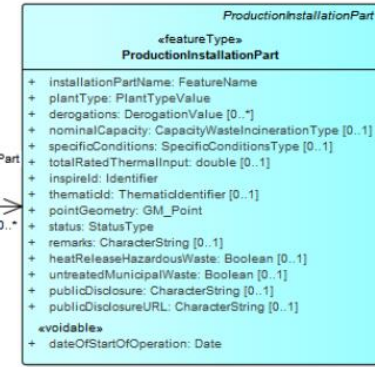 ProductionInstallationPart
«featureType»
ProductionInstallationPart
+ installationPartName: FeatureName
+ plantType: PlantTypeValue
+ derogations: DerogationValue [0..*]
+ nominalCapacity: CapacityWasteIncinerationType [0..1]
+ specificConditions: SpecificConditionsType [0..1]
Part
+ totalRatedThermalInput: double [0..1]
+ inspireId: Identifier
+ thematicId: ThematicIdentifier [0..1]
+ pointGeometry: GM_Point
0..*
+ status: StatusType
+ remarks: CharacterString [0..1]
+ heatReleaseHazardousWaste: Boolean [0..1]
+ untreatedMunicipalWaste: Boolean [0..1]
+ publicDisclosure: CharacterString [0..1]
+ publicDisclosureURL: CharacterString [0..1]
«voidable»
+ dateOfStartOfOperation: Date